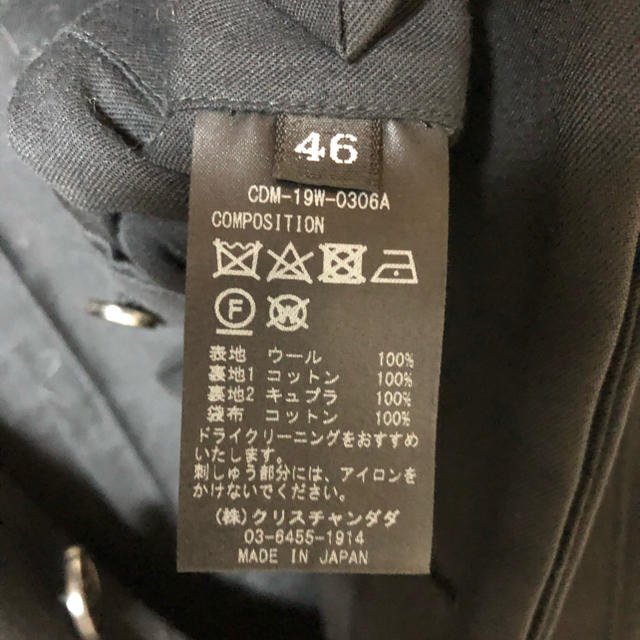 46
CDM-19W-0306A
COMPOSITION
F W
表地 ウール 100%
裏地1 コットン 100%
裏地2 キュプラ 100%
袋布 コットン 100%
ドライクリーニングをおすすめ
いたします。
刺しゅう部分には、アイロンを
かけないでください。
(株)クリスチャンダダ
03-6455-1914
MADE IN JAPAN